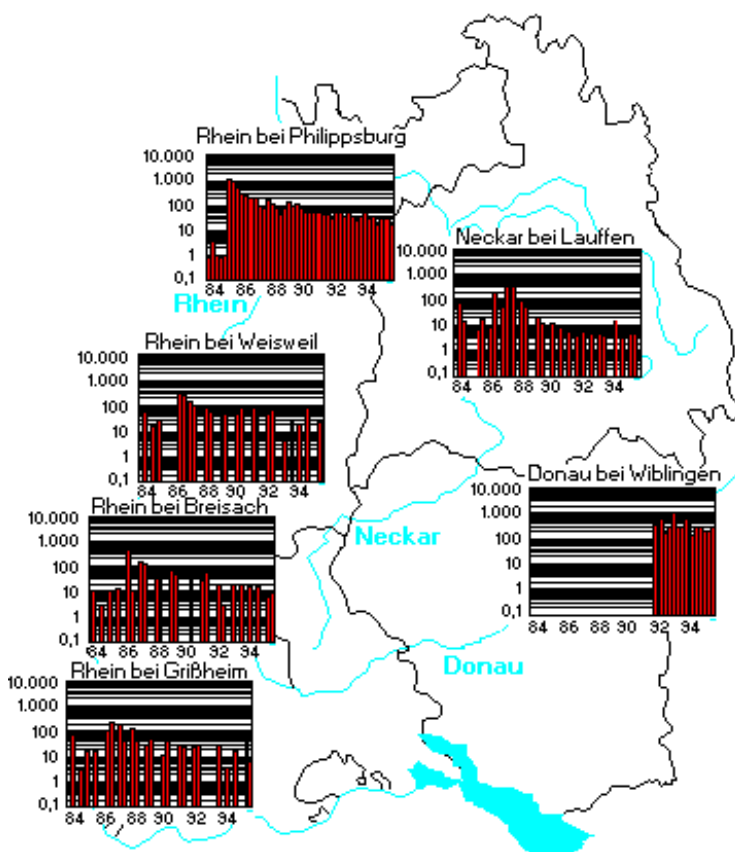 Rhein bei Philippsburg
10.000
1.000
100
10
1
0,1
84 86 88 90 92 94
Rhein
Neckar bei Lauffen
10.000
1.000
100
10
1
0,1
84 86 88 90 92 94
Rhein bei Weisweil
10.000
1.000
100
10
1
0,1
84 86 88 90 92 94
Donau bei Wiblingen
10.000
1.000
100
10
1
0,1
84 86 88 90 92 94
Rhein bei Breisach
10.000
1.000
100
10
1
0,1
84 86 88 90 92 94
Neckar
Donau
Rhein bei Grißheim
10.000
1.000
100
10
1
0,1
84 86 88 90 92 94